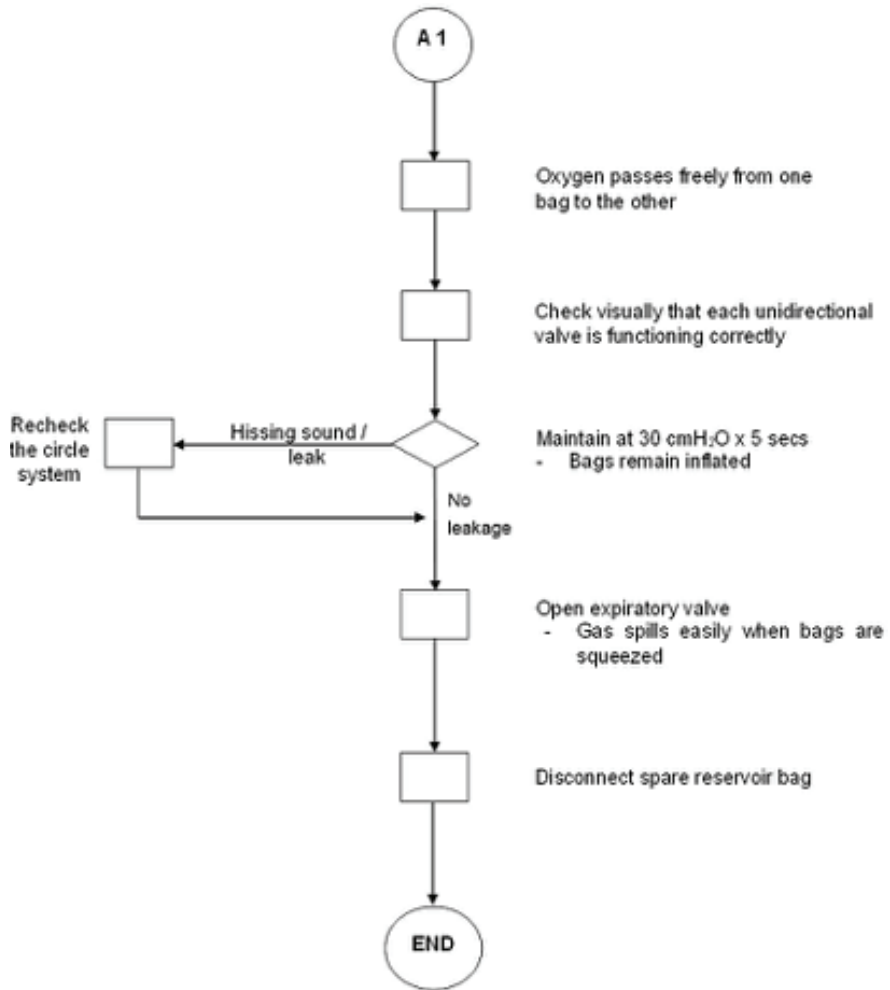 A 1
Oxygen passes freely from one
bag to the other
Check visually that each unidirectional
valve is functioning correctly
Recheck
the circle
system
Hissing sound /
leak
Maintain at 30 cmH₂O x 5 secs
- Bags remain inflated
No
leakage
Open expiratory valve
- Gas spills easily when bags are
squeezed
Disconnect spare reservoir bag
END